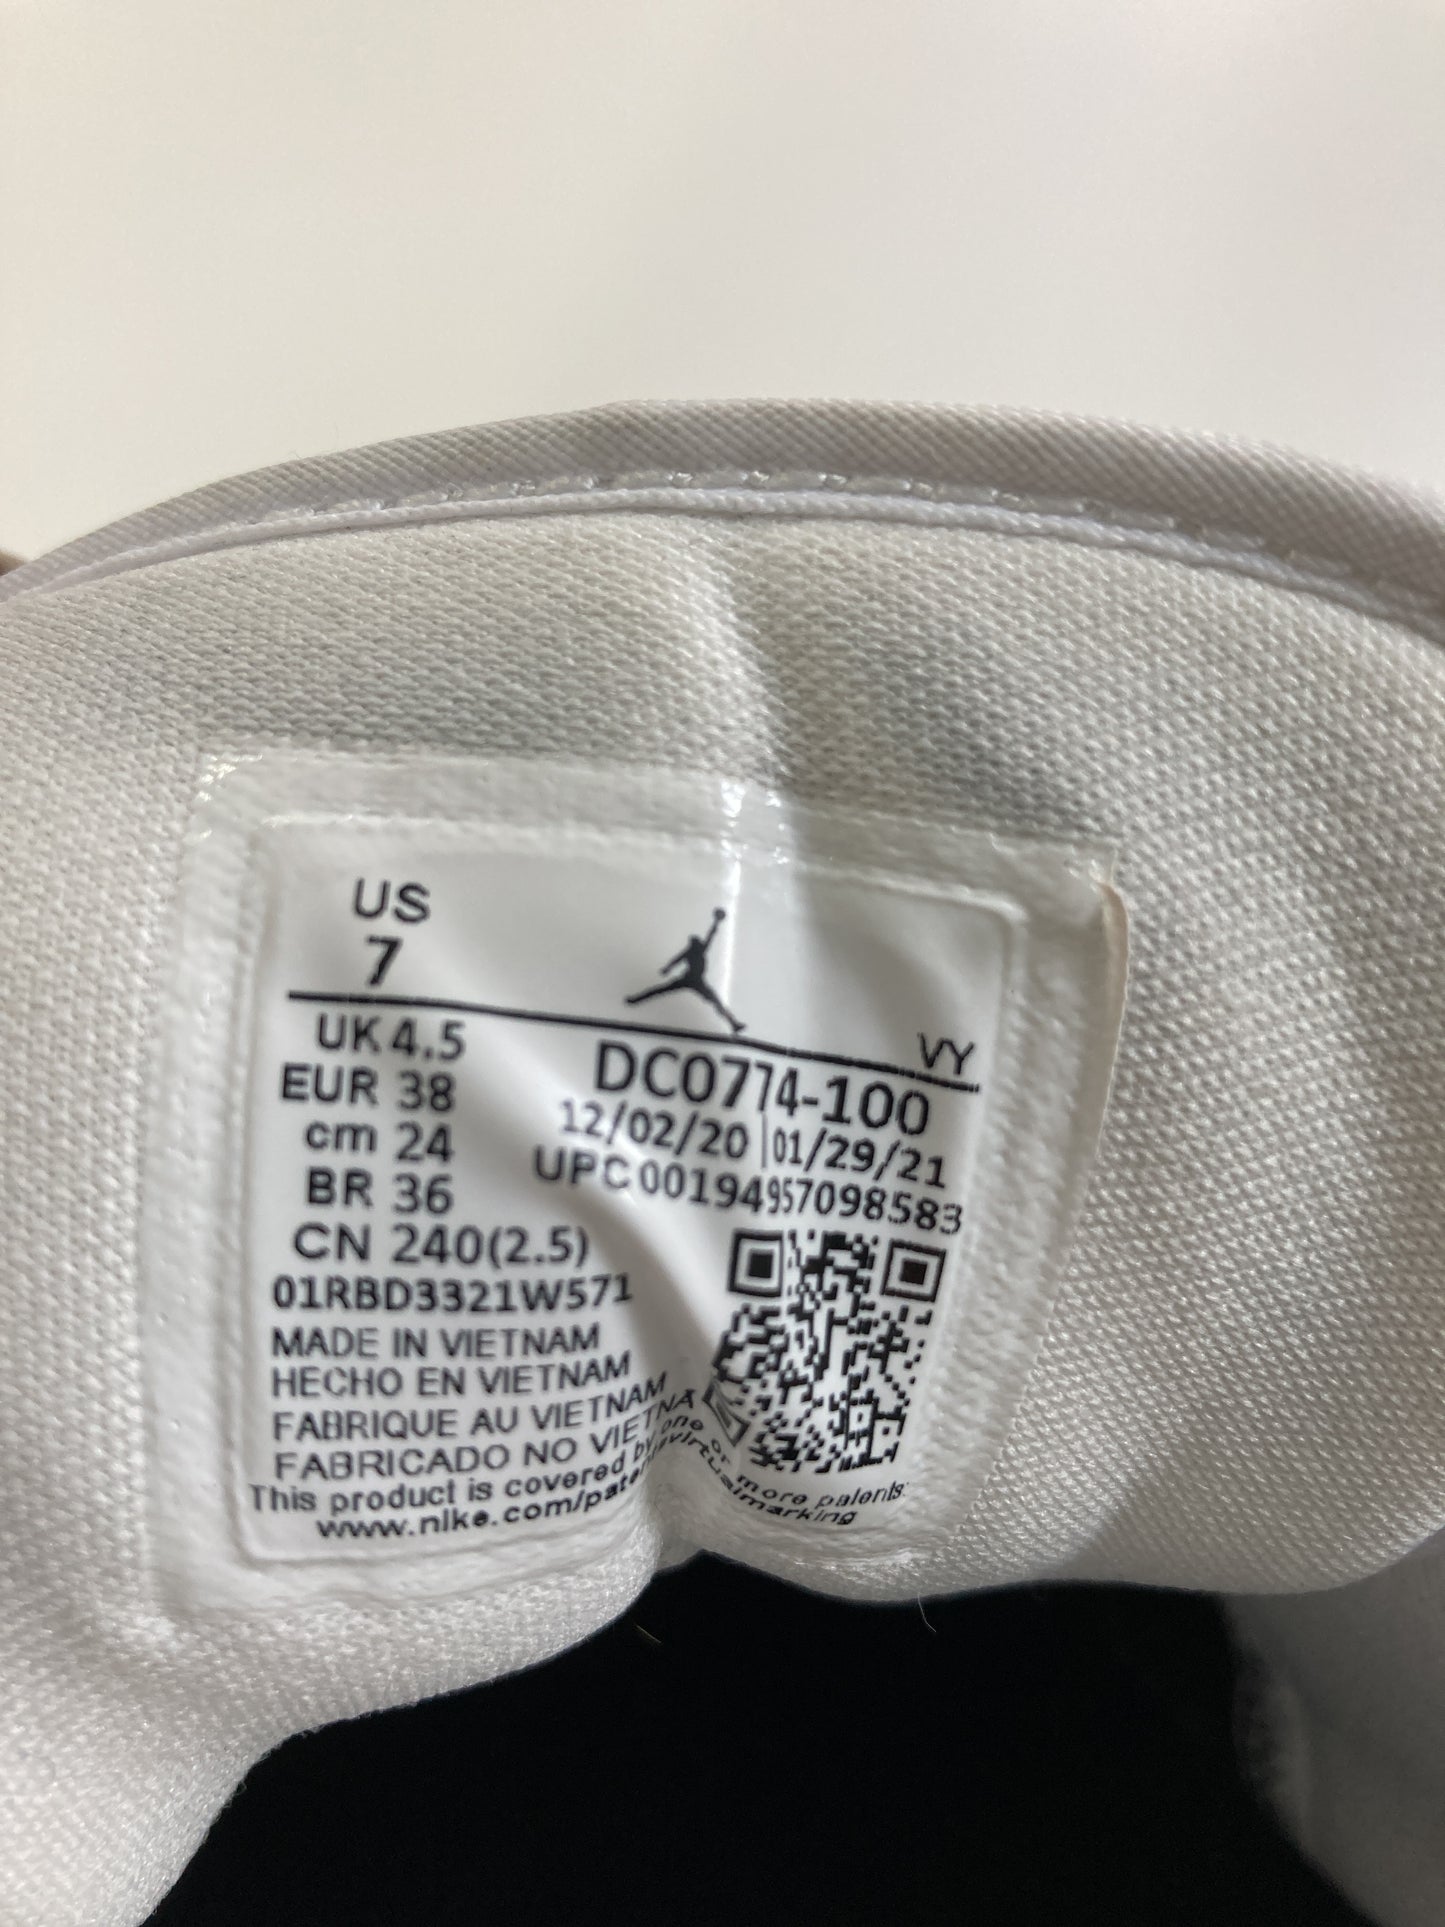 US
7
VY
UK 4.5
EUR 38
cm 24
BR 36
CN 240(2.5)
01RBD3321W571
DC0774-100
12/02/20 01/29/21
UPC 00194957098583
MADE IN VIETNAM
HECHO EN VIETNAM
FABRIQUE AU VIETNAM
FABRICADO NO VIETNA
This product is covered by one or more patents:
www.nike.com/patentsvirtualmarking